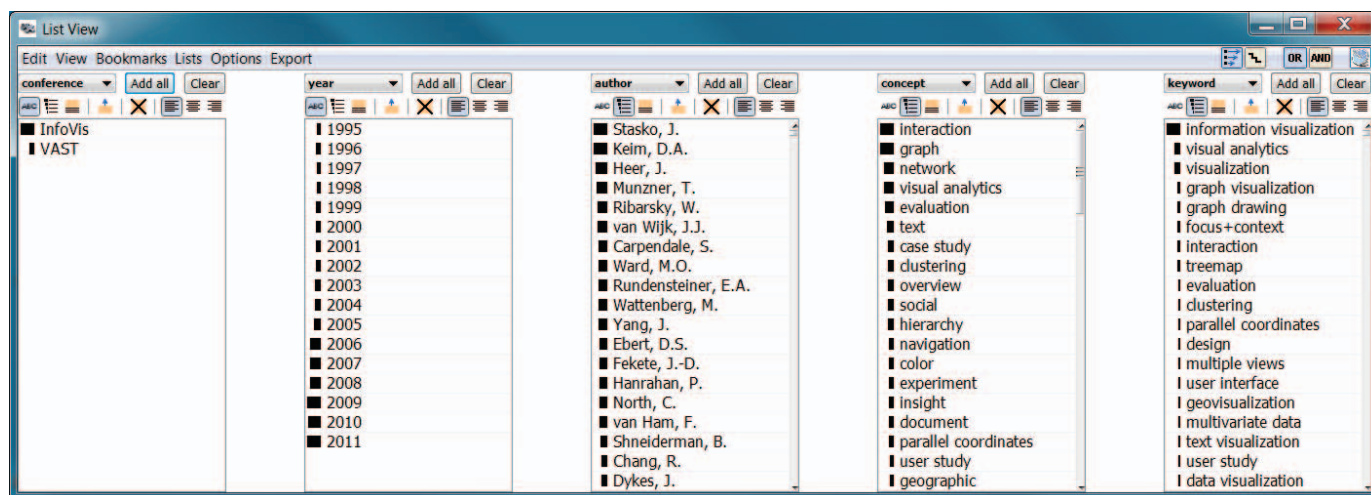 List View
Edit View Bookmarks Lists Options Export
OR AND
conference Add all Clear
ABC
InfoVis
VAST
year Add all Clear
ABC
1995
1996
1997
1998
1999
2000
2001
2002
2003
2004
2005
2006
2007
2008
2009
2010
2011
author Add all Clear
ABC
Stasko, J.
Keim, D.A.
Heer, J.
Munzner, T.
Ribarsky, W.
van Wijk, J.J.
Carpendale, S.
Ward, M.O.
Rundensteiner, E.A.
Wattenberg, M.
Yang, J.
Ebert, D.S.
Fekete, J.-D.
Hanrahan, P.
North, C.
van Ham, F.
Shneiderman, B.
Chang, R.
Dykes, J.
concept Add all Clear
ABC
interaction
graph
network
visual analytics
evaluation
text
case study
clustering
overview
social
hierarchy
navigation
color
experiment
insight
document
parallel coordinates
user study
geographic
keyword Add all Clear
ABC
information visualization
visual analytics
visualization
graph visualization
graph drawing
focus+context
interaction
treemap
evaluation
clustering
parallel coordinates
design
multiple views
user interface
geovisualization
multivariate data
text visualization
user study
data visualization